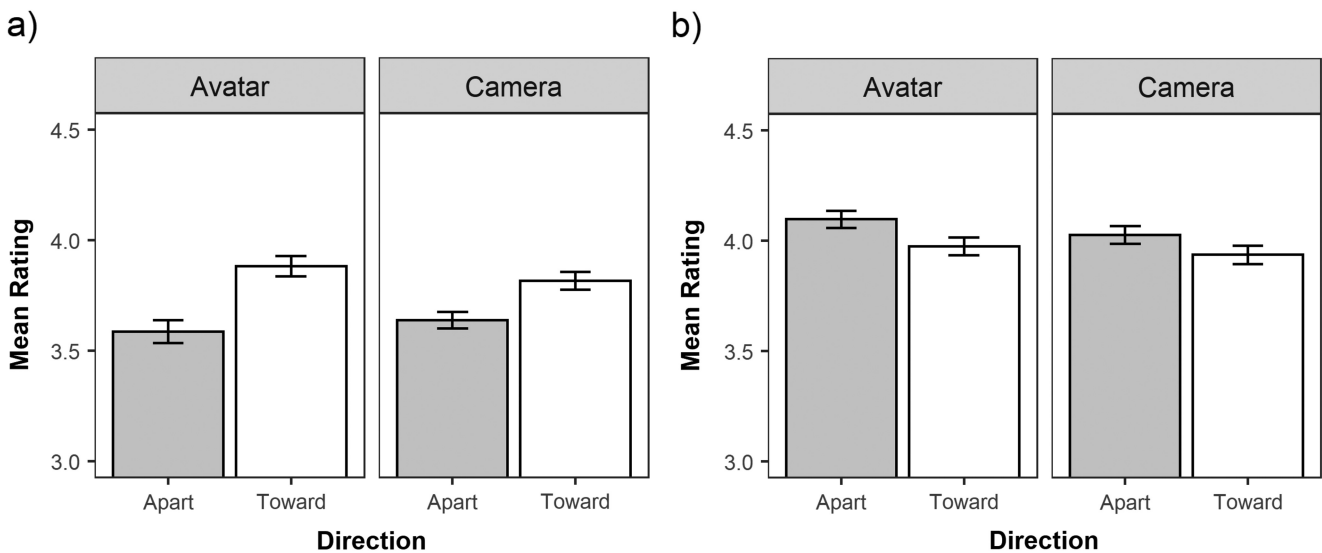 a)
Avatar Camera
4.5
4.0
3.5
3.0
Mean Rating
Apart Toward Apart Toward
Direction
b)
Avatar Camera
4.5
4.0
3.5
3.0
Mean Rating
Apart Toward Apart Toward
Direction